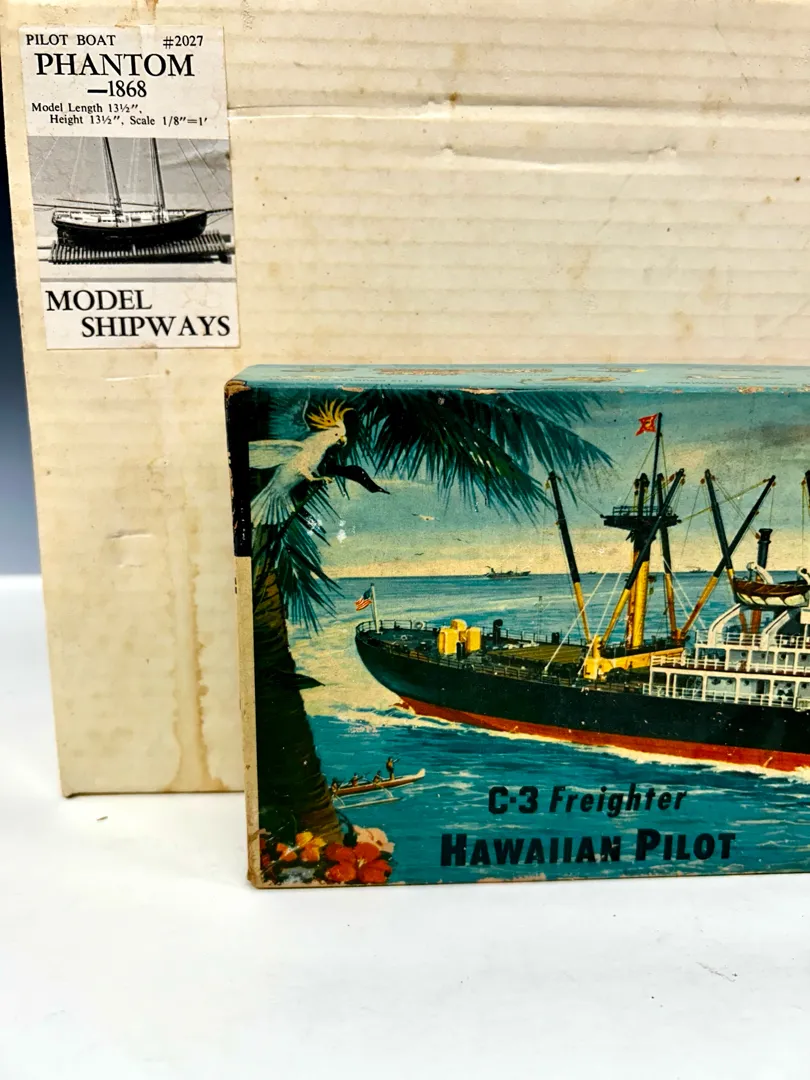 PILOT BOAT #2027
PHANTOM
—1868
Model Length 13½″,
Height 13½″, Scale 1/8″=1′
MODEL
SHIPWAYS
C-3 Freighter
HAWAIIAN PILOT